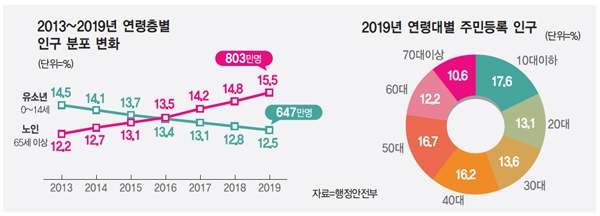 2013~2019년 연령층별
인구 분포 변화
(단위=%)
803만명
유소년
0~14세
14.5
14.1
13.7
13.5
14.2
14.8
15.5
647만명
노인
65세 이상
12.2
12.7
13.1
13.4
13.1
12.8
12.5
2013 2014 2015 2016 2017 2018 2019
2019년 연령대별 주민등록 인구
(단위=%)
70대이상
10.6
10대이하
17.6
60대
12.2
13.1
20대
50대
16.7
13.6
30대
16.2
40대
자료=행정안전부